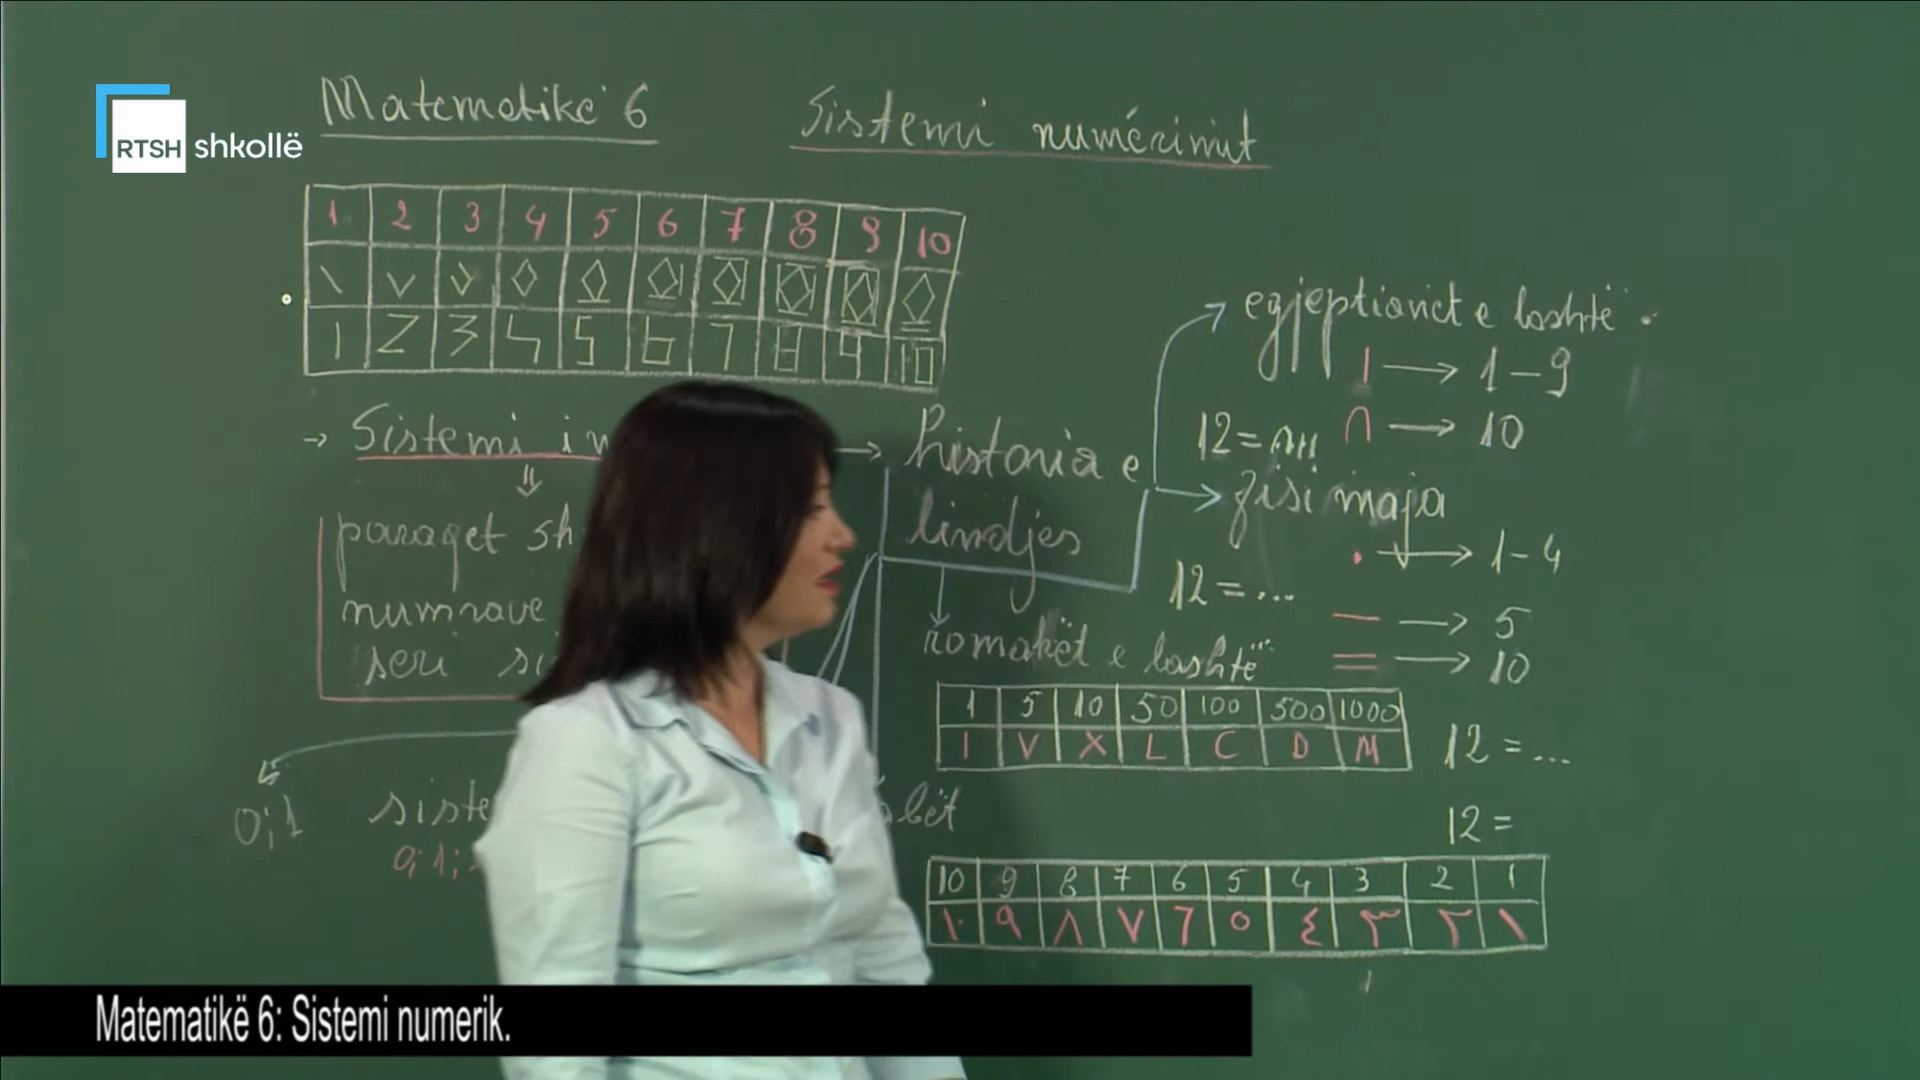 RTSH shkollë
Matematikë 6
Sistemi numërimit
1 2 3 4 5 6 7 8 9 10
1 2 3 4 5 6 7 8 9 10
→ Sistemi i
paraqet
numrave
seri
0;1
0;1;
→ historia e
lindjes
egjeptianët e lashtë
| → 1-9
∩ → 10
12 = ∩||
→ fisi maja
• → 1-4
12 = ...
— → 5
= → 10
romakët e lashtë
1 5 10 50 100 500 1000
I V X L C D M
12 = ...
12 =
10 9 8 7 6 5 4 3 2 1
١٠ ٩ ٨ ٧ ٦ ٥ ٤ ٣ ٢ ١
Matematikë 6: Sistemi numerik.